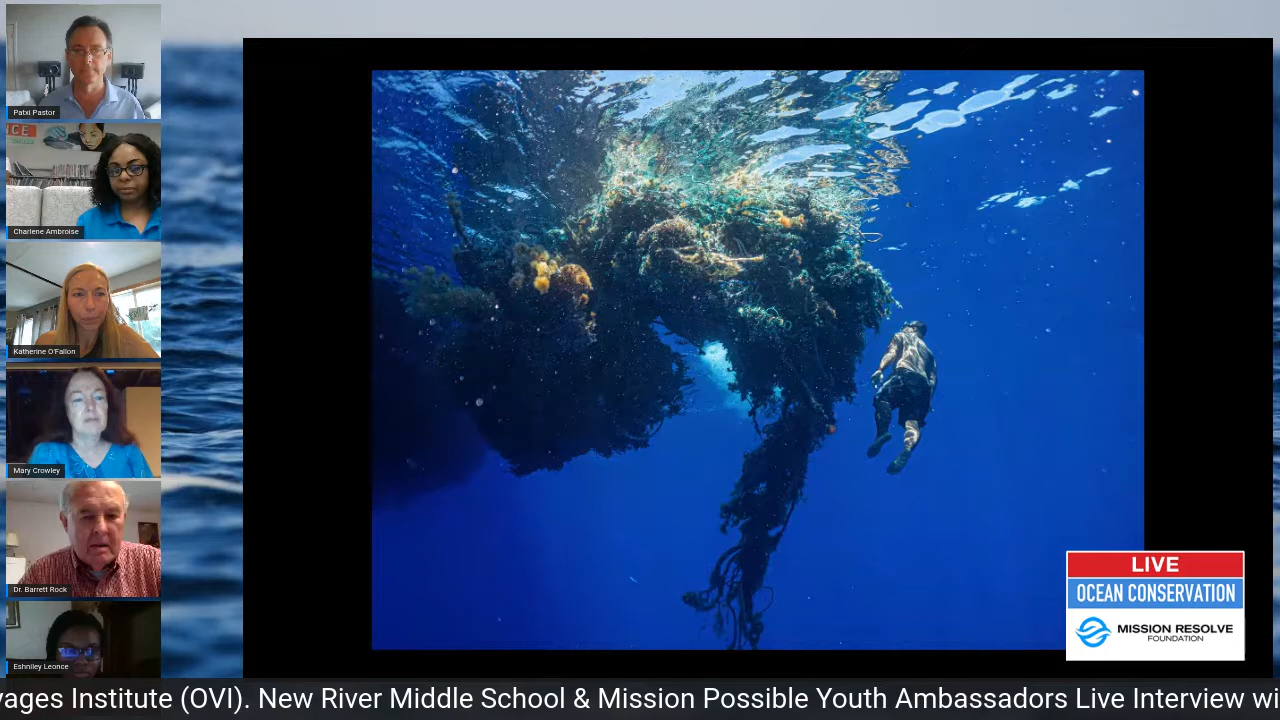 Patxi Pastor
NCE
Charlene Ambroise
Katherine O'Fallon
Mary Crowley
Dr. Barrett Rock
Eshniley Leonce
LIVE
OCEAN CONSERVATION
MISSION RESOLVE
FOUNDATION
yages Institute (OVI). New River Middle School & Mission Possible Youth Ambassadors Live Interview wi